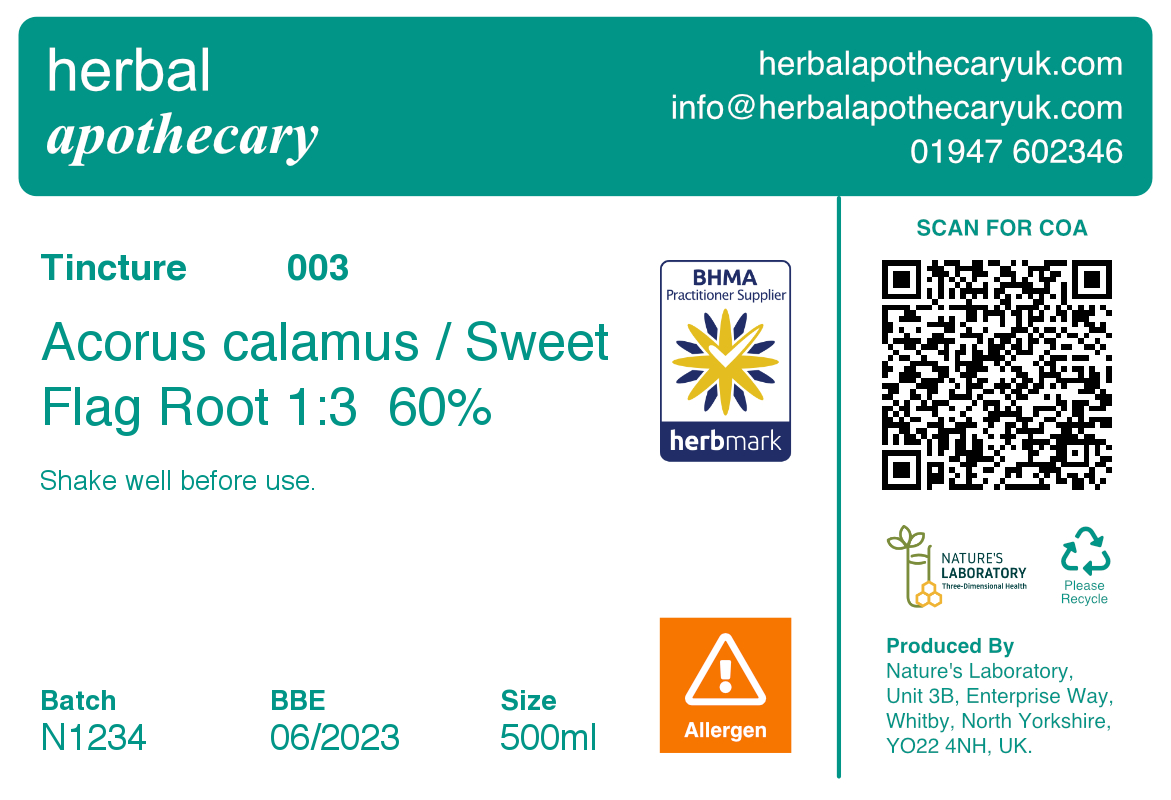 herbal
apothecary
herbalapothecaryuk.com
info@herbalapothecaryuk.com
01947 602346
Tincture 003
Acorus calamus / Sweet
Flag Root 1:3 60%
Shake well before use.
BHMA
Practitioner Supplier
herbmark
Batch BBE Size
N1234 06/2023 500ml
Allergen
SCAN FOR COA
NATURE'S
LABORATORY
Three-Dimensional Health
Please
Recycle
Produced By
Nature's Laboratory,
Unit 3B, Enterprise Way,
Whitby, North Yorkshire,
YO22 4NH, UK.